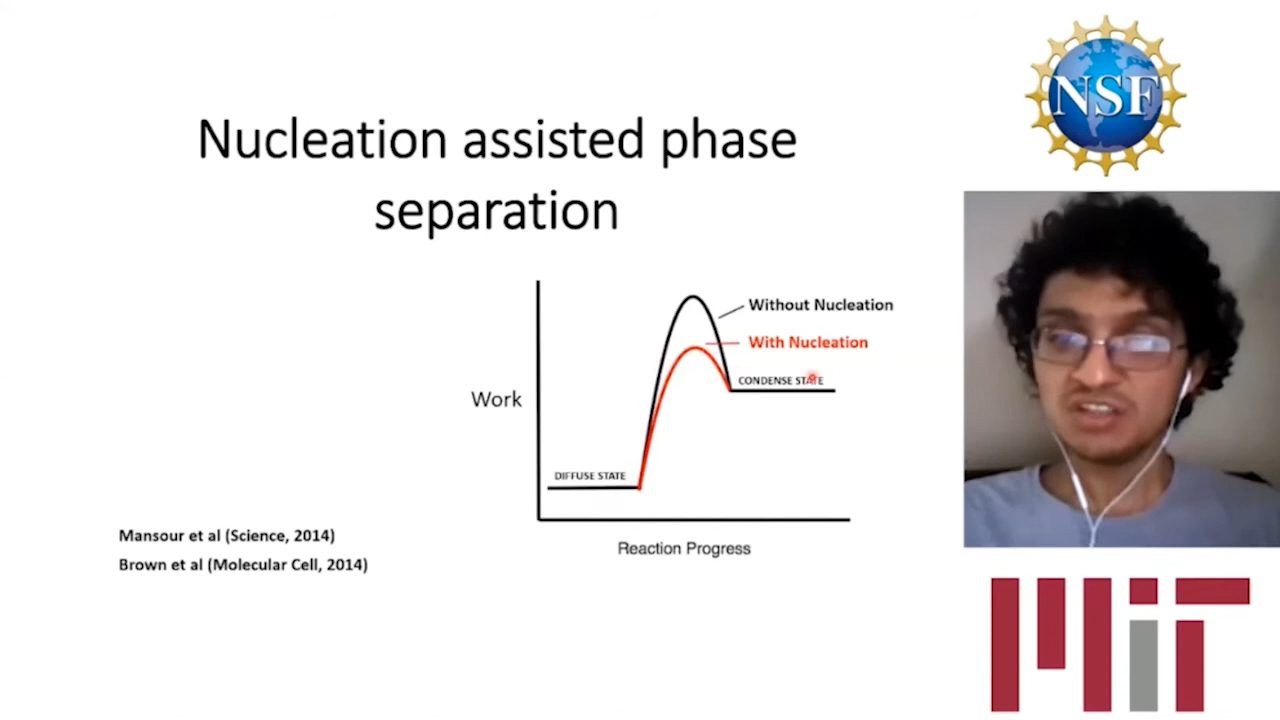 Nucleation assisted phase
separation
NSF
Without Nucleation
With Nucleation
CONDENSE STATE
Work
DIFFUSE STATE
Reaction Progress
Mansour et al (Science, 2014)
Brown et al (Molecular Cell, 2014)
MIT